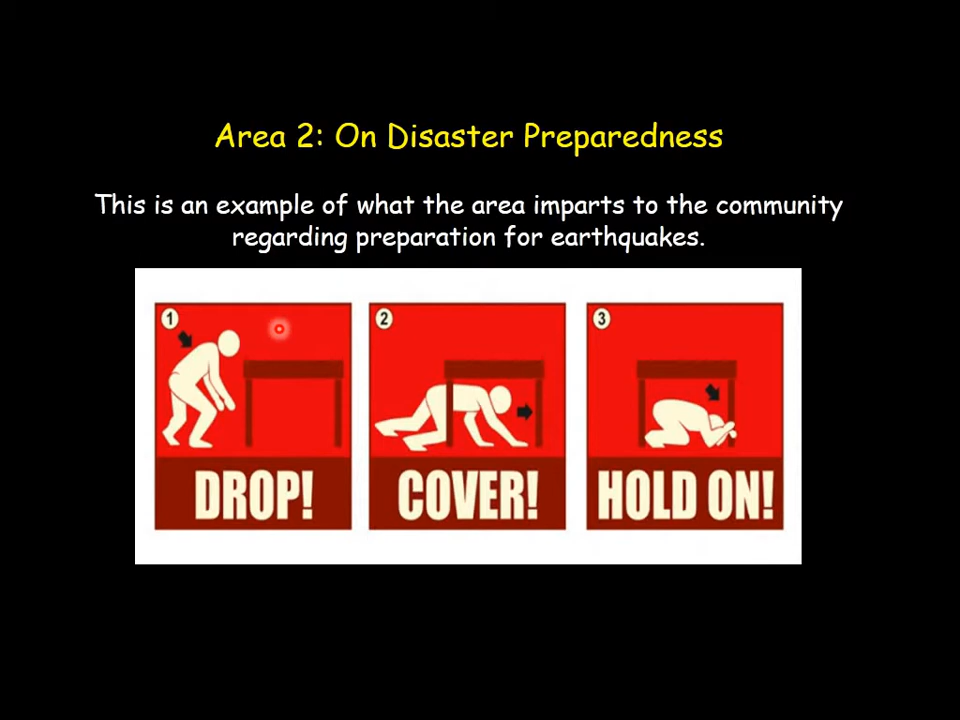 Area 2: On Disaster Preparedness
This is an example of what the area imparts to the community
regarding preparation for earthquakes.
1
DROP!
2
COVER!
3
HOLD ON!